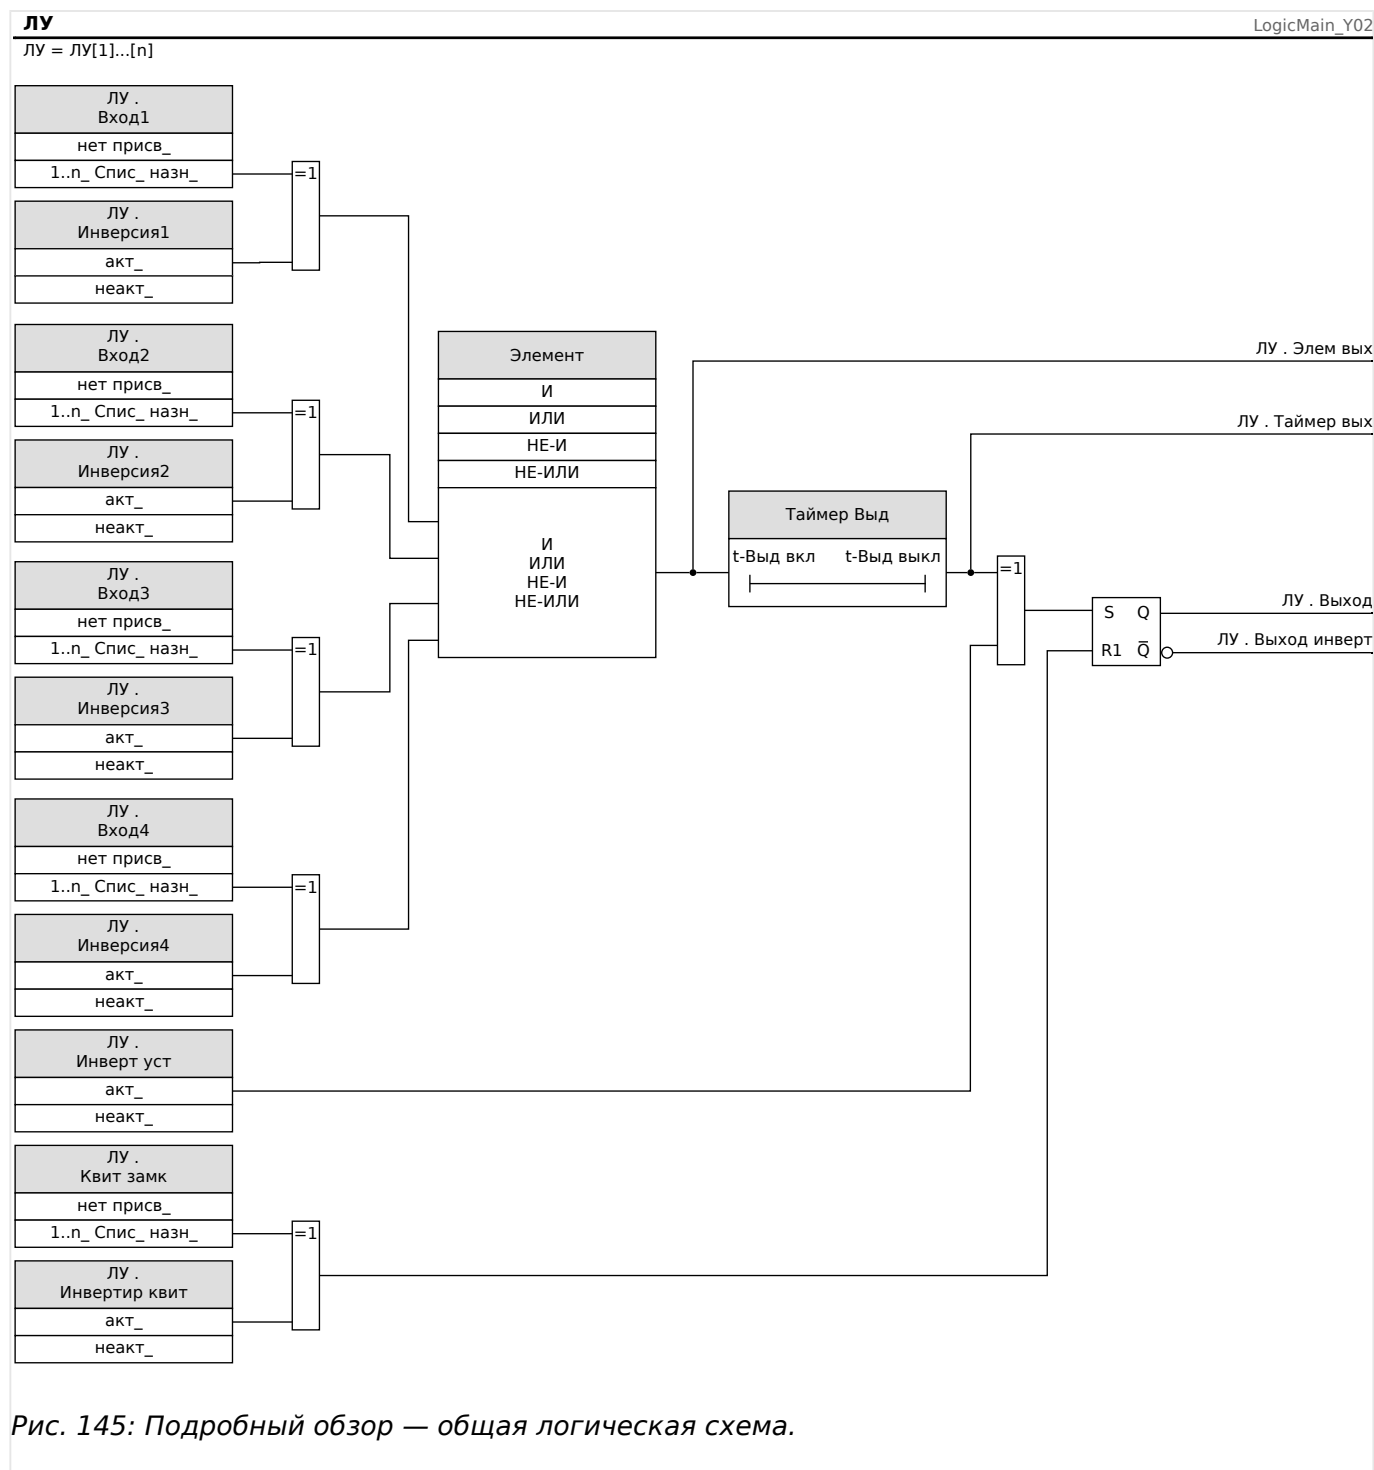 ЛУ
LogicMain_Y02
ЛУ = ЛУ[1]...[n]
ЛУ .
Вход1
нет присв_
1..n_ Спис_ назн_
=1
ЛУ .
Инверсия1
акт_
неакт_
ЛУ .
Вход2
нет присв_
1..n_ Спис_ назн_
=1
ЛУ .
Инверсия2
акт_
неакт_
ЛУ .
Вход3
нет присв_
1..n_ Спис_ назн_
=1
ЛУ .
Инверсия3
акт_
неакт_
ЛУ .
Вход4
нет присв_
1..n_ Спис_ назн_
=1
ЛУ .
Инверсия4
акт_
неакт_
ЛУ .
Инверт уст
акт_
неакт_
ЛУ .
Квит замк
нет присв_
1..n_ Спис_ назн_
=1
ЛУ .
Инвертир квит
акт_
неакт_
Элемент
И
ИЛИ
НЕ-И
НЕ-ИЛИ
И
ИЛИ
НЕ-И
НЕ-ИЛИ
Таймер Выд
t-Выд вкл t-Выд выкл
=1
S Q
R1 Q̅
ЛУ . Элем вых
ЛУ . Таймер вых
ЛУ . Выход
ЛУ . Выход инверт
Рис. 145: Подробный обзор — общая логическая схема.